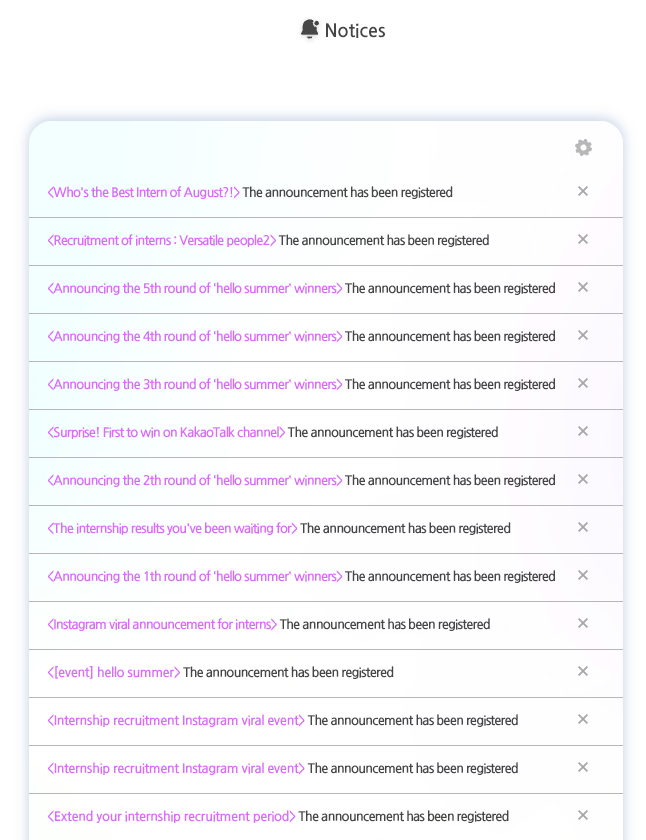 Notices
<Who's the Best Intern of August?!> The announcement has been registered
<Recruitment of interns : Versatile people2> The announcement has been registered
<Announcing the 5th round of 'hello summer' winners> The announcement has been registered
<Announcing the 4th round of 'hello summer' winners> The announcement has been registered
<Announcing the 3th round of 'hello summer' winners> The announcement has been registered
<Surprise! First to win on KakaoTalk channel> The announcement has been registered
<Announcing the 2th round of 'hello summer' winners> The announcement has been registered
<The internship results you've been waiting for> The announcement has been registered
<Announcing the 1th round of 'hello summer' winners> The announcement has been registered
<Instagram viral announcement for interns> The announcement has been registered
<[event] hello summer> The announcement has been registered
<Internship recruitment Instagram viral event> The announcement has been registered
<Internship recruitment Instagram viral event> The announcement has been registered
<Extend your internship recruitment period> The announcement has been registered